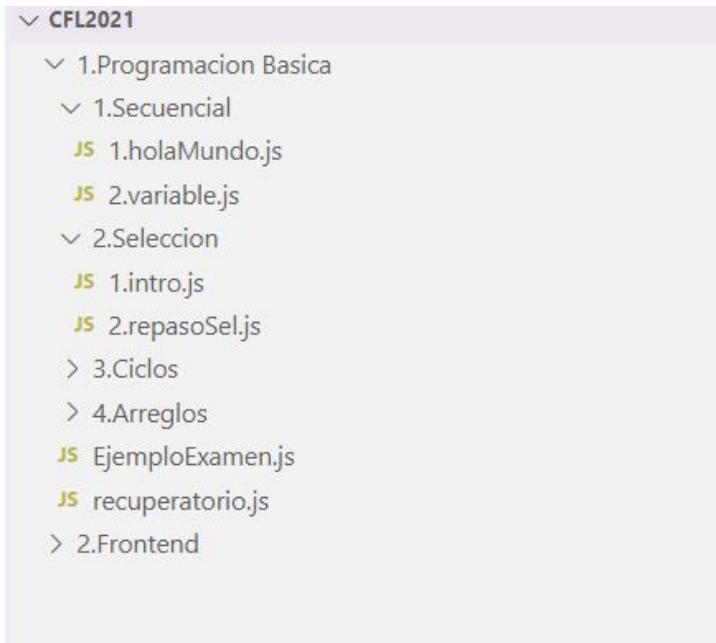 CFL2021
1.Programacion Basica
1.Secuencial
JS 1.holaMundo.js
JS 2.variable.js
2.Seleccion
JS 1.intro.js
JS 2.repasoSel.js
3.Ciclos
4.Arreglos
JS EjemploExamen.js
JS recuperatorio.js
2.Frontend